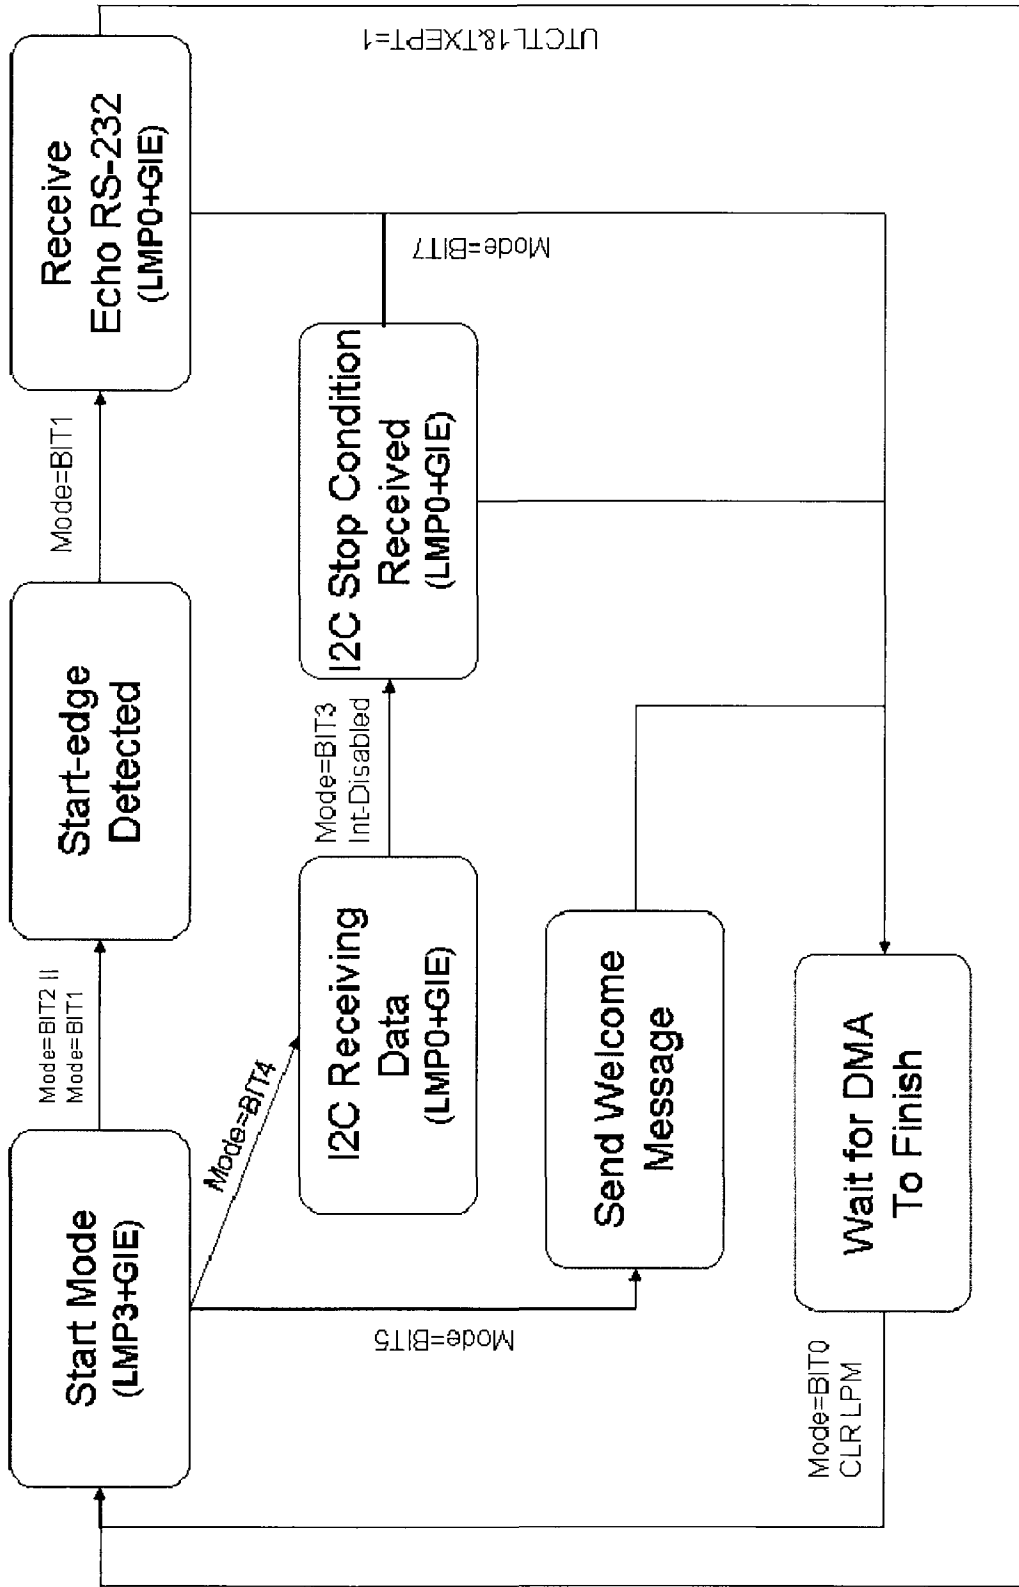 Start Mode
(LMP3+GIE)
Mode=BIT2 ||
Mode=BIT1
Start-edge
Detected
Mode=BIT1
Receive
Echo RS-232
(LMP0+GIE)
UTCTL1&TXEPT=1
Mode=BIT4
I2C Receiving
Data
(LMP0+GIE)
Mode=BIT3
Int-Disabled
I2C Stop Condition
Received
(LMP0+GIE)
Mode=BIT7
Mode=BIT5
Send Welcome
Message
Mode=BIT0
CLR LPM
Wait for DMA
To Finish